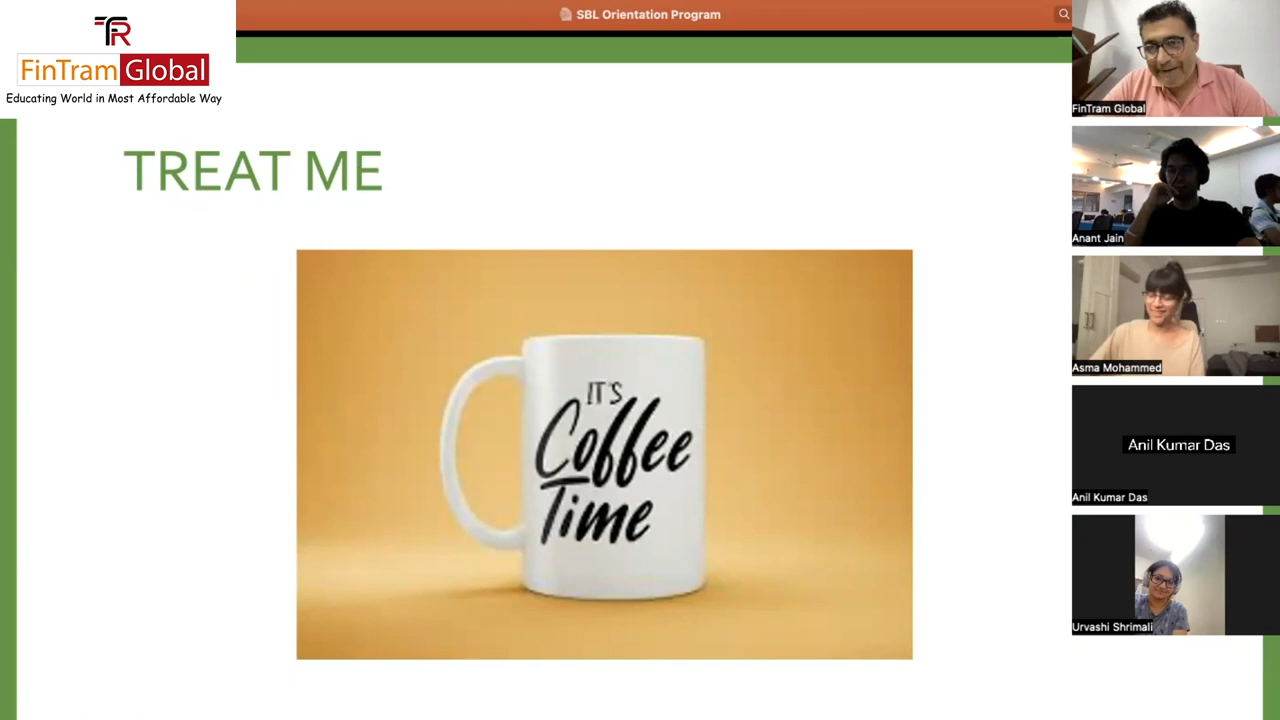 SBL Orientation Program
TR
FinTram Global
Educating World in Most Affordable Way
TREAT ME
IT'S
Coffee
Time
FinTram Global
Anant Jain
Asma Mohammed
Anil Kumar Das
Anil Kumar Das
Urvashi Shrimali